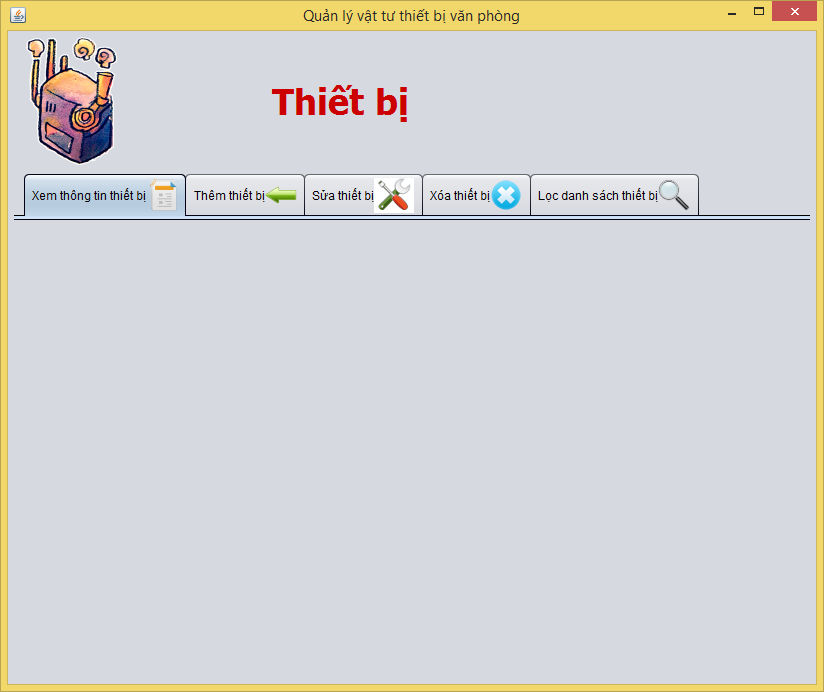 Quản lý vật tư thiết bị văn phòng
Thiết bị
Xem thông tin thiết bị Thêm thiết bị Sửa thiết bị Xóa thiết bị Lọc danh sách thiết bị